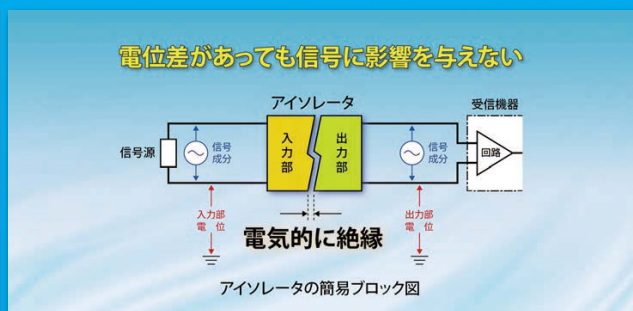 電位差があっても信号に影響を与えない
アイソレータ
受信機器
信号源
信号
成分
入力部
出力部
信号
成分
回路
入力部
電位
出力部
電位
電気的に絶縁
アイソレータの簡易ブロック図